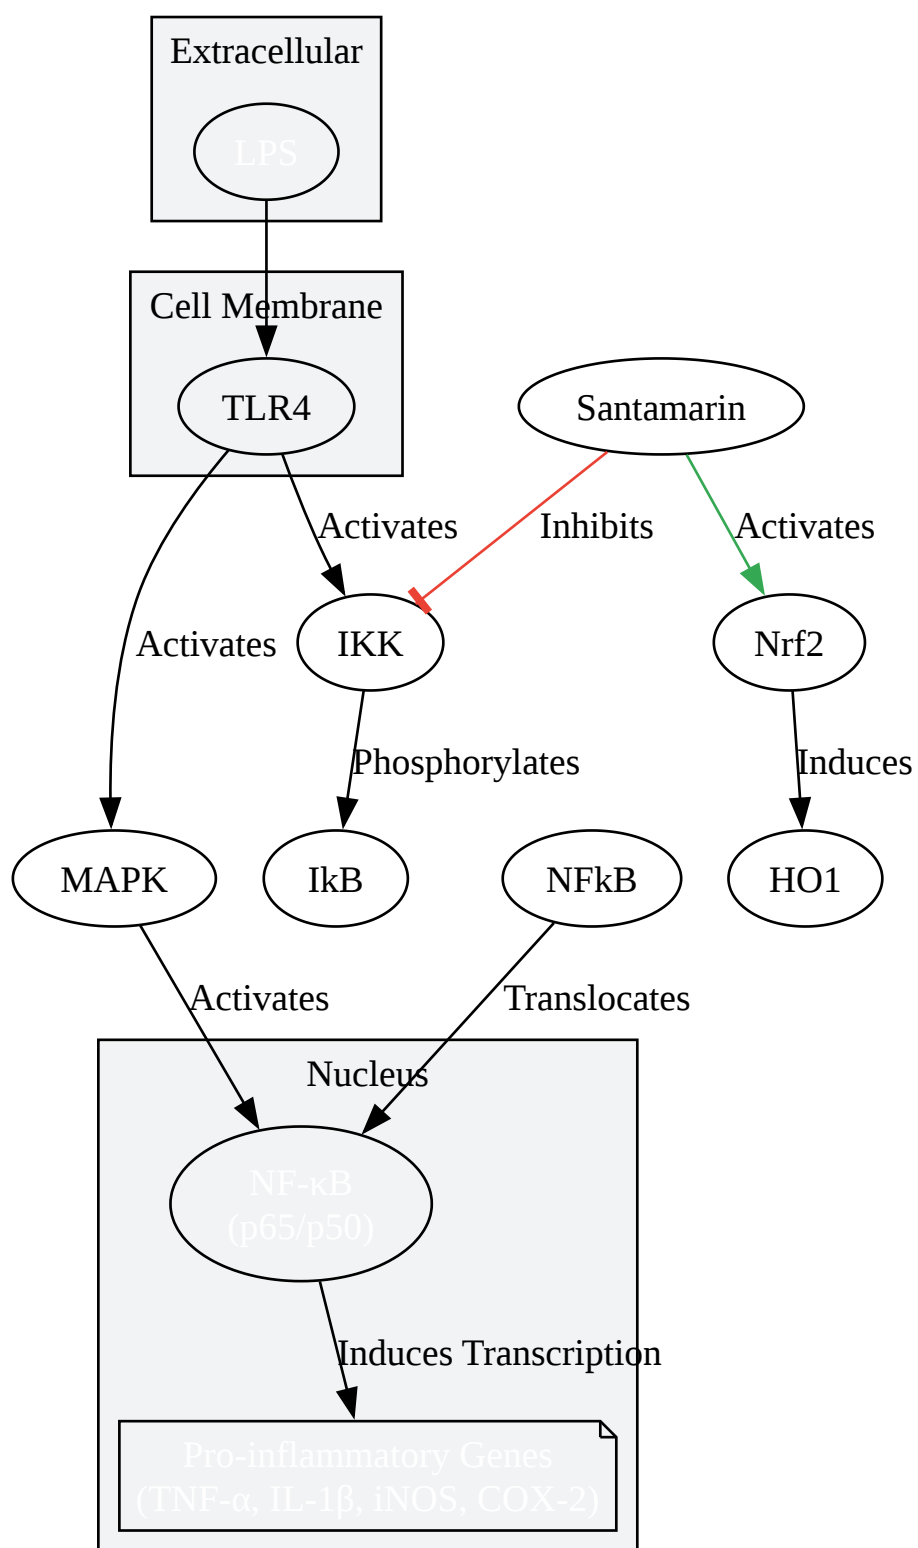 Extracellular
LPS
Cell Membrane
TLR4
Santamarin
Activates
Inhibits
Activates
Activates
IKK
Nrf2
Phosphorylates
Induces
MAPK
IkB
NFkB
HO1
Activates
Translocates
Nucleus
NF-κB
(p65/p50)
Induces Transcription
Pro-inflammatory Genes
(TNF-α, IL-1β, iNOS, COX-2)